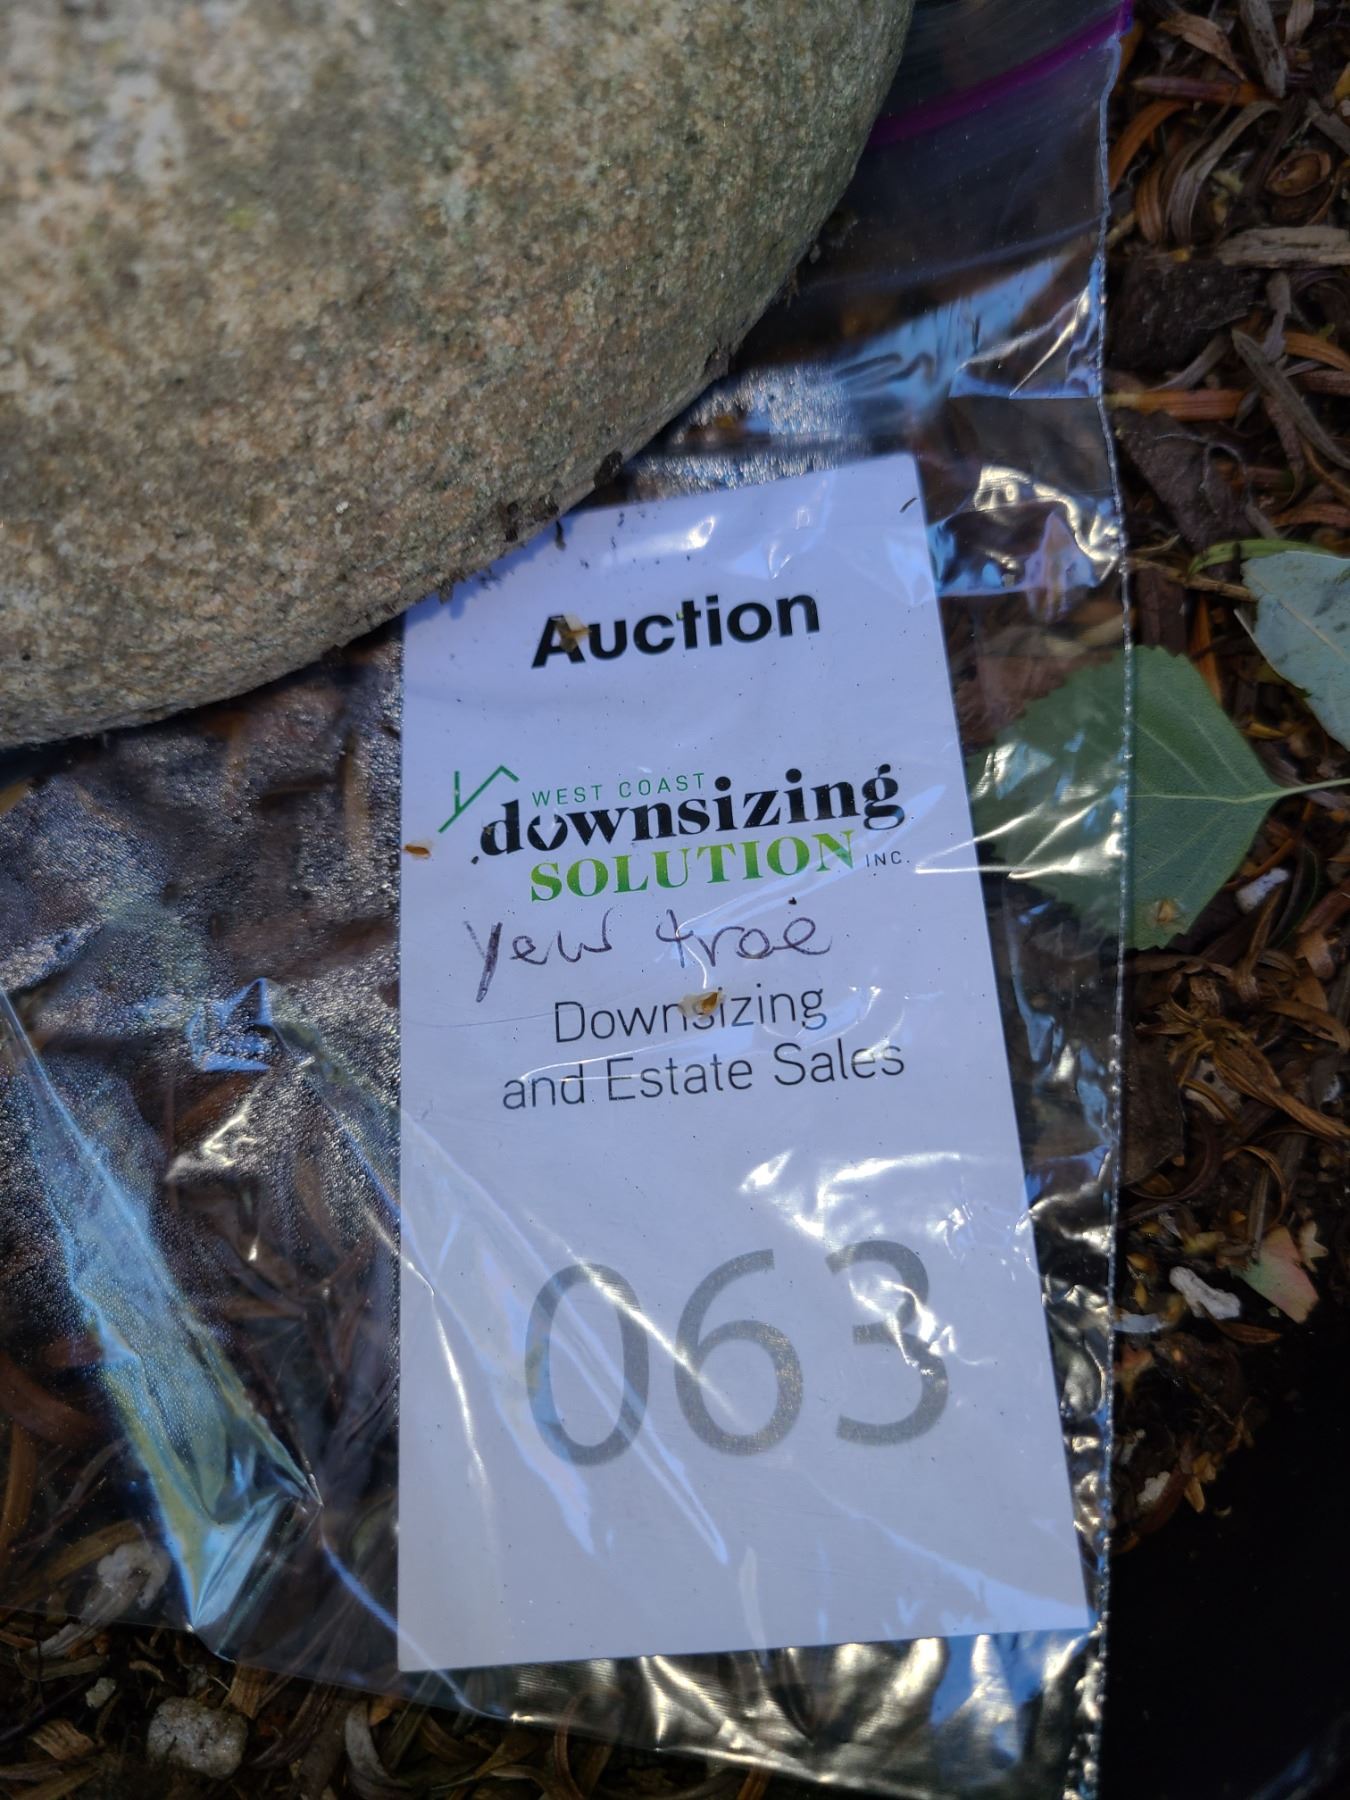 Auction
WEST COAST
downsizing
SOLUTION INC.
Yew tree
Downsizing
and Estate Sales
063